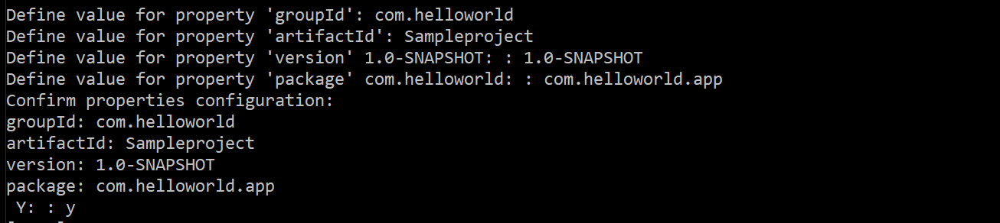 Define value for property 'groupId': com.helloworld
Define value for property 'artifactId': Sampleproject
Define value for property 'version' 1.0-SNAPSHOT: : 1.0-SNAPSHOT
Define value for property 'package' com.helloworld: : com.helloworld.app
Confirm properties configuration:
groupId: com.helloworld
artifactId: Sampleproject
version: 1.0-SNAPSHOT
package: com.helloworld.app
 Y: : y